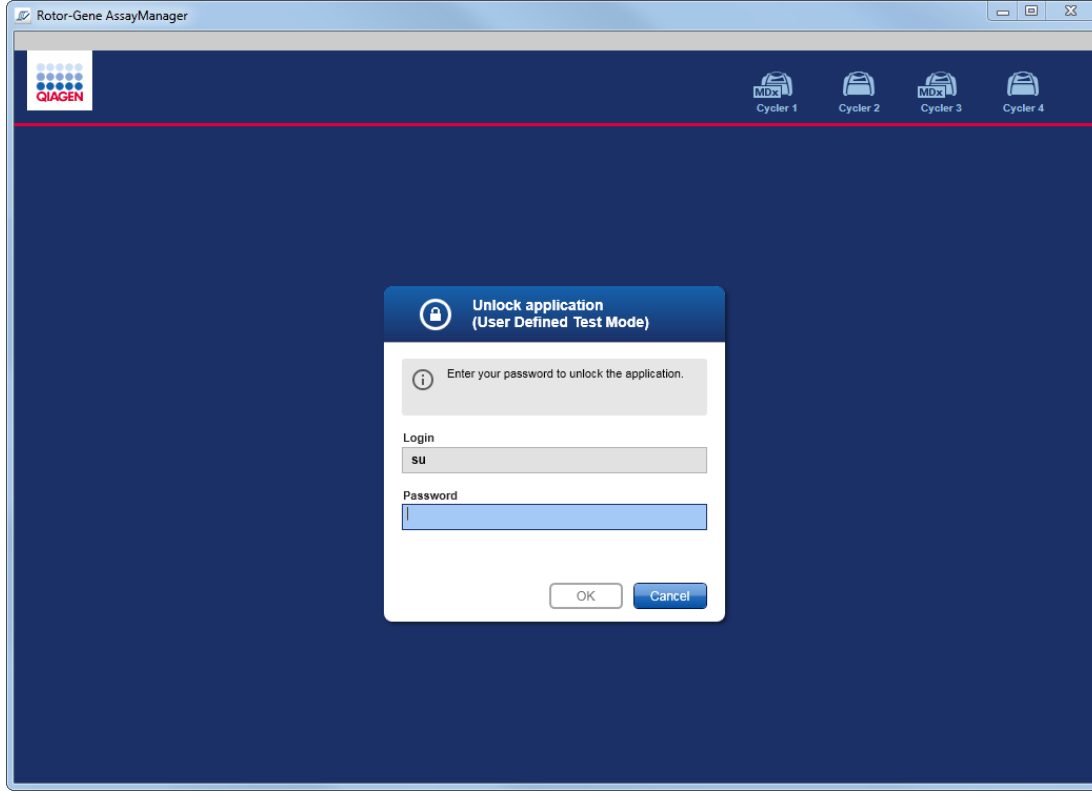 Rotor-Gene AssayManager
QIAGEN
MDx
MDx
Cycler 1
Cycler 2
Cycler 3
Cycler 4
Unlock application
(User Defined Test Mode)
Enter your password to unlock the application.
Login
su
Password
OK
Cancel